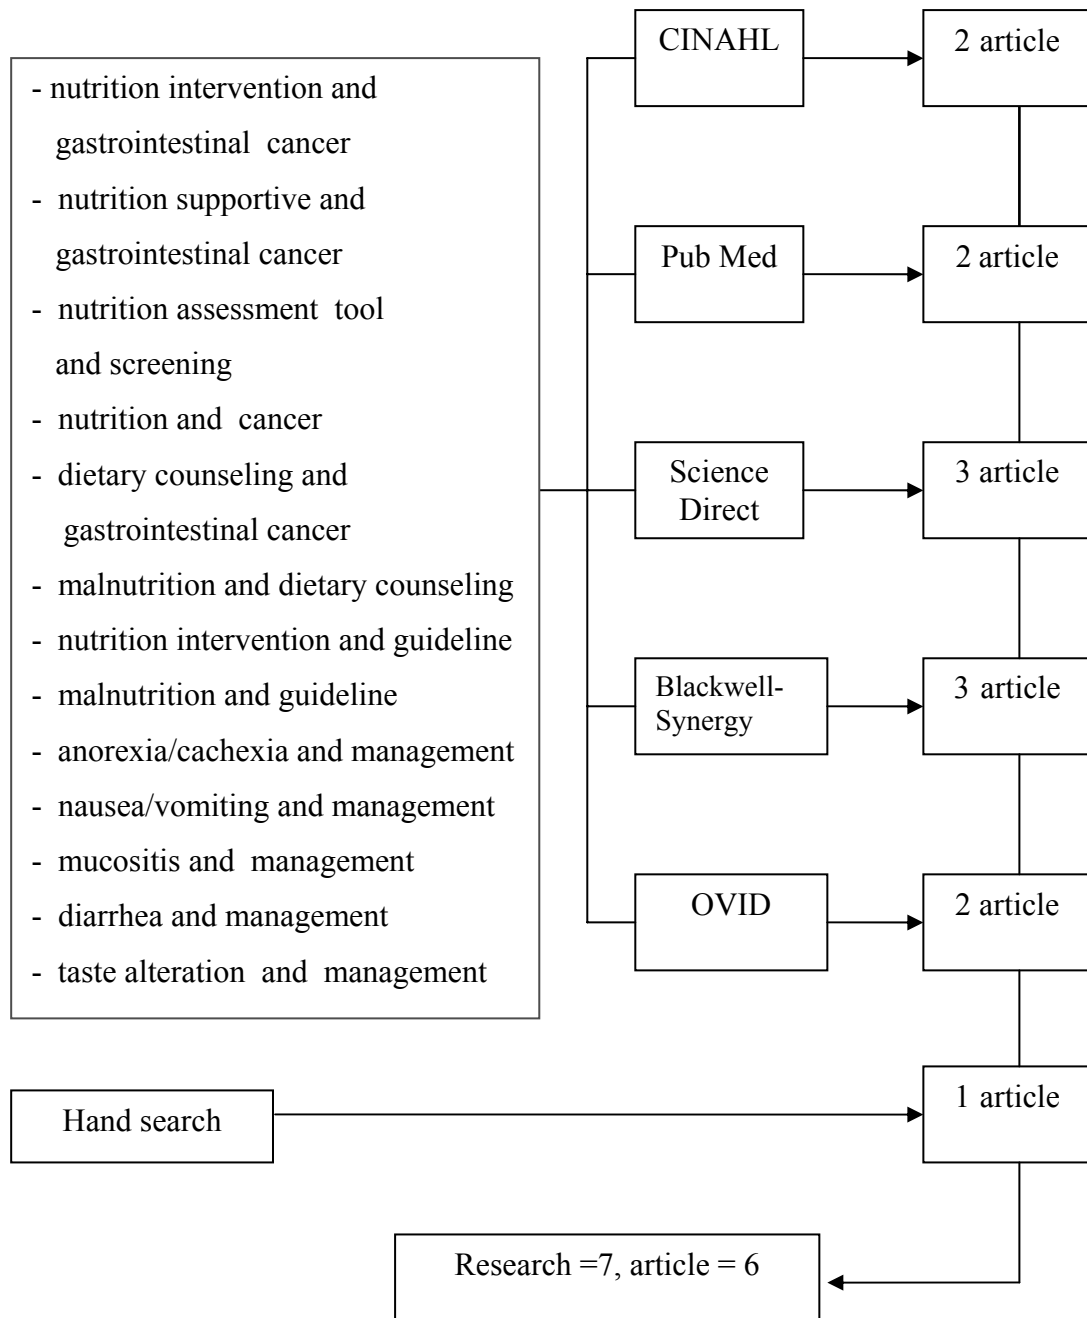 - nutrition intervention and
gastrointestinal cancer
- nutrition supportive and
gastrointestinal cancer
- nutrition assessment tool
and screening
- nutrition and cancer
- dietary counseling and
gastrointestinal cancer
- malnutrition and dietary counseling
- nutrition intervention and guideline
- malnutrition and guideline
- anorexia/cachexia and management
- nausea/vomiting and management
- mucositis and management
- diarrhea and management
- taste alteration and management
CINAHL
2 article
Pub Med
2 article
Science
Direct
3 article
Blackwell-
Synergy
3 article
OVID
2 article
Hand search
1 article
Research =7, article = 6